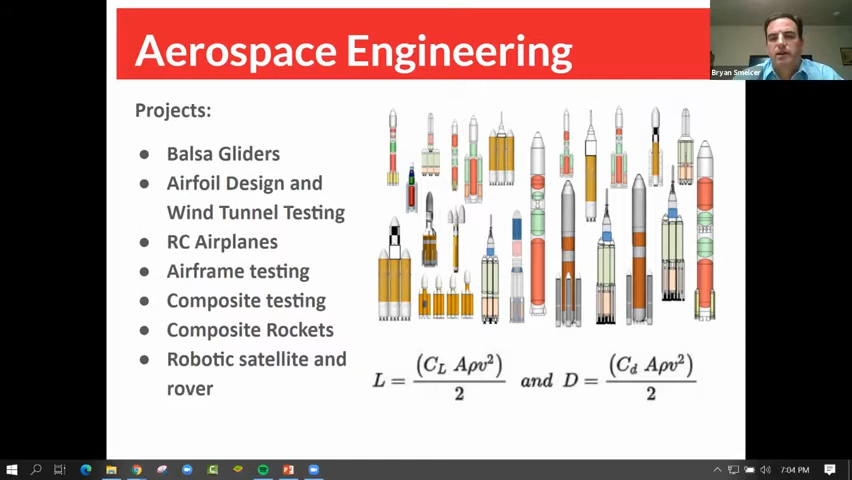 Aerospace Engineering
Bryan Smelcer
Projects:
● Balsa Gliders
● Airfoil Design and
Wind Tunnel Testing
● RC Airplanes
● Airframe testing
● Composite testing
● Composite Rockets
● Robotic satellite and
rover
L = (C_L Aρv²) / 2 and D = (C_d Aρv²) / 2
7:04 PM